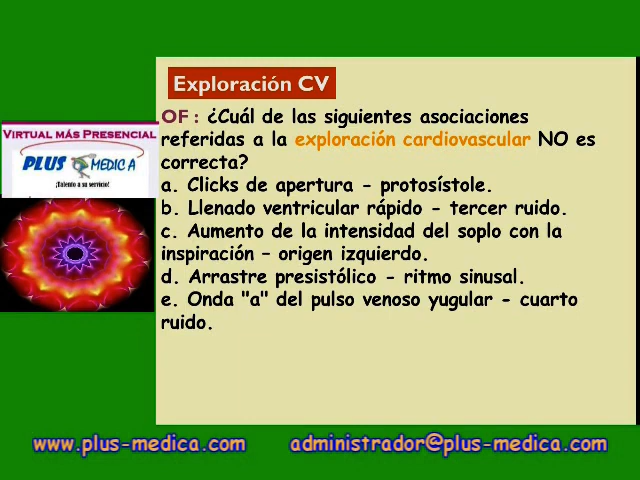 Exploración CV
OF : ¿Cuál de las siguientes asociaciones
referidas a la exploración cardiovascular NO es
correcta?
a. Clicks de apertura - protosístole.
b. Llenado ventricular rápido - tercer ruido.
c. Aumento de la intensidad del soplo con la
inspiración – origen izquierdo.
d. Arrastre presistólico - ritmo sinusal.
e. Onda "a" del pulso venoso yugular - cuarto
ruido.
VIRTUAL MÁS PRESENCIAL
PLUS MEDICA
¡Talento a su servicio!
www.plus-medica.com administrador@plus-medica.com